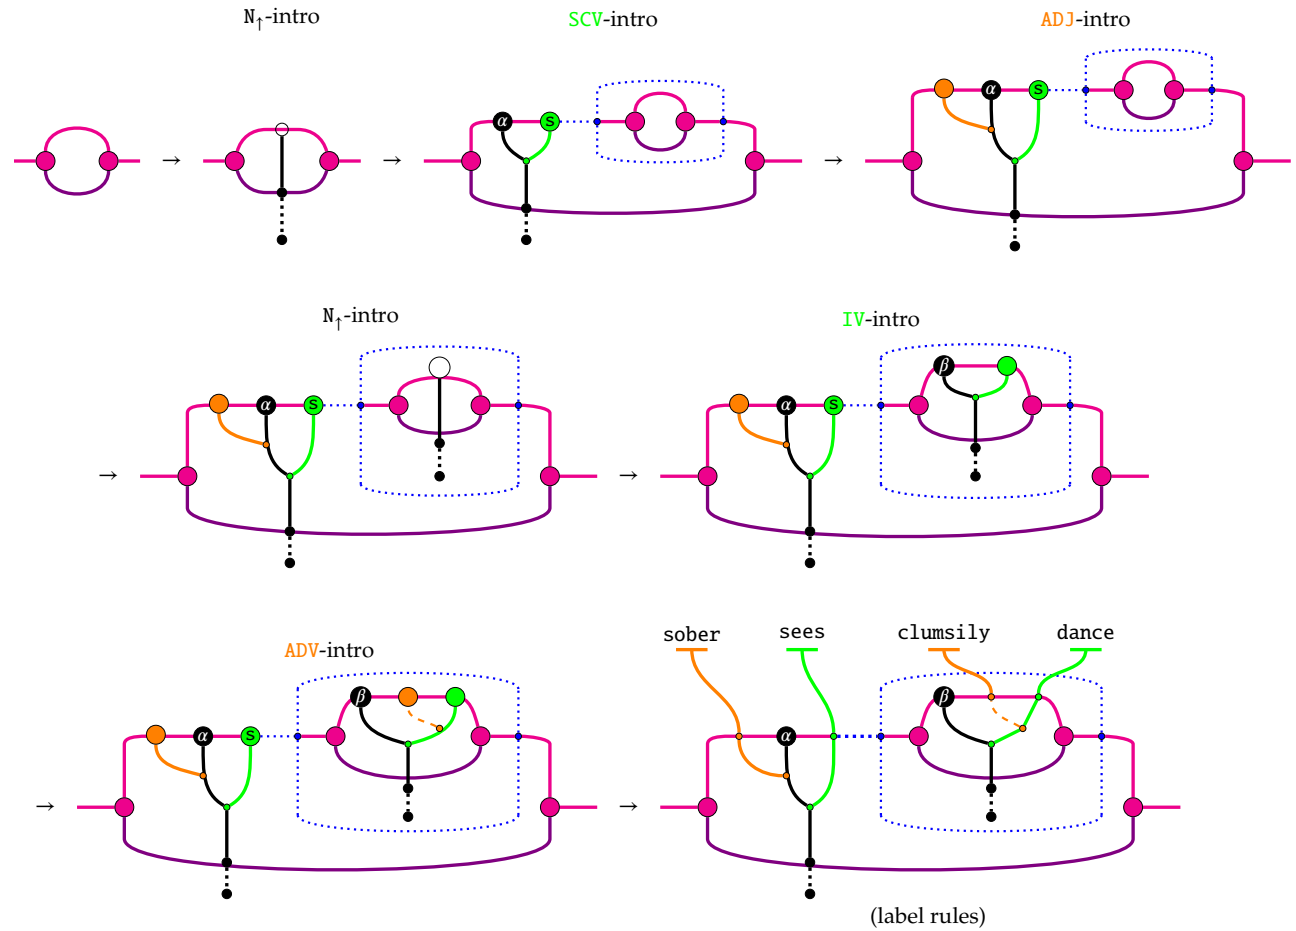 N↑-intro
SCV-intro
ADJ-intro
→ → → α S α S
N↑-intro
IV-intro
→ α S → β α S
ADV-intro
sober sees clumsily dance
→ α S β → α β
(label rules)